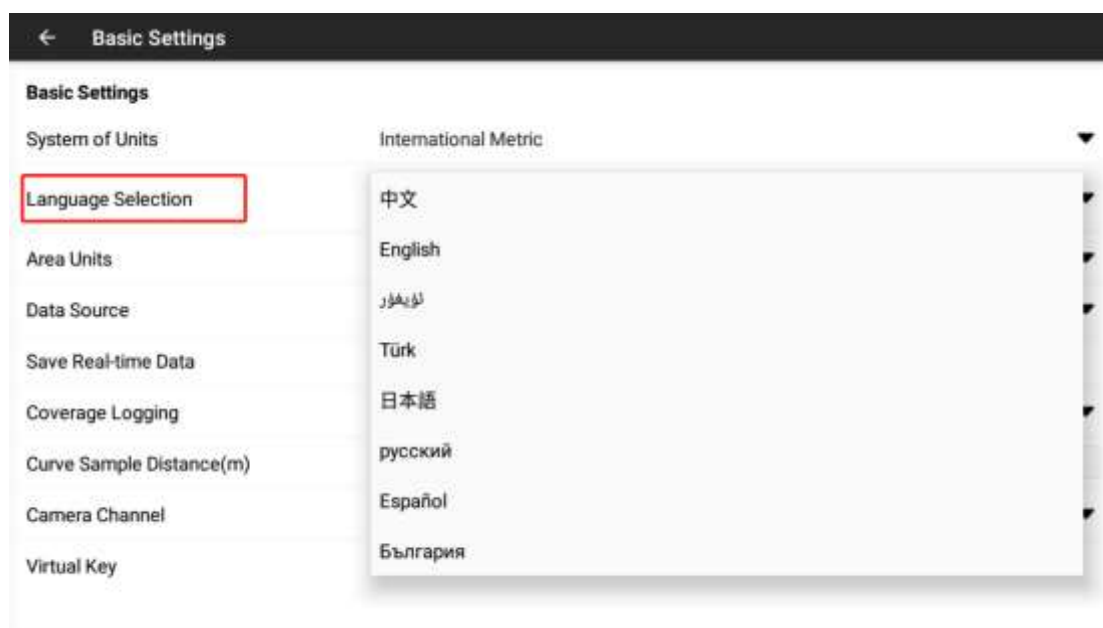 Basic Settings
Basic Settings
System of Units International Metric
Language Selection 中文
English
Area Units
ئۇيغۇر
Data Source
Türk
Save Real-time Data
日本語
Coverage Logging
русский
Curve Sample Distance(m)
Español
Camera Channel
България
Virtual Key